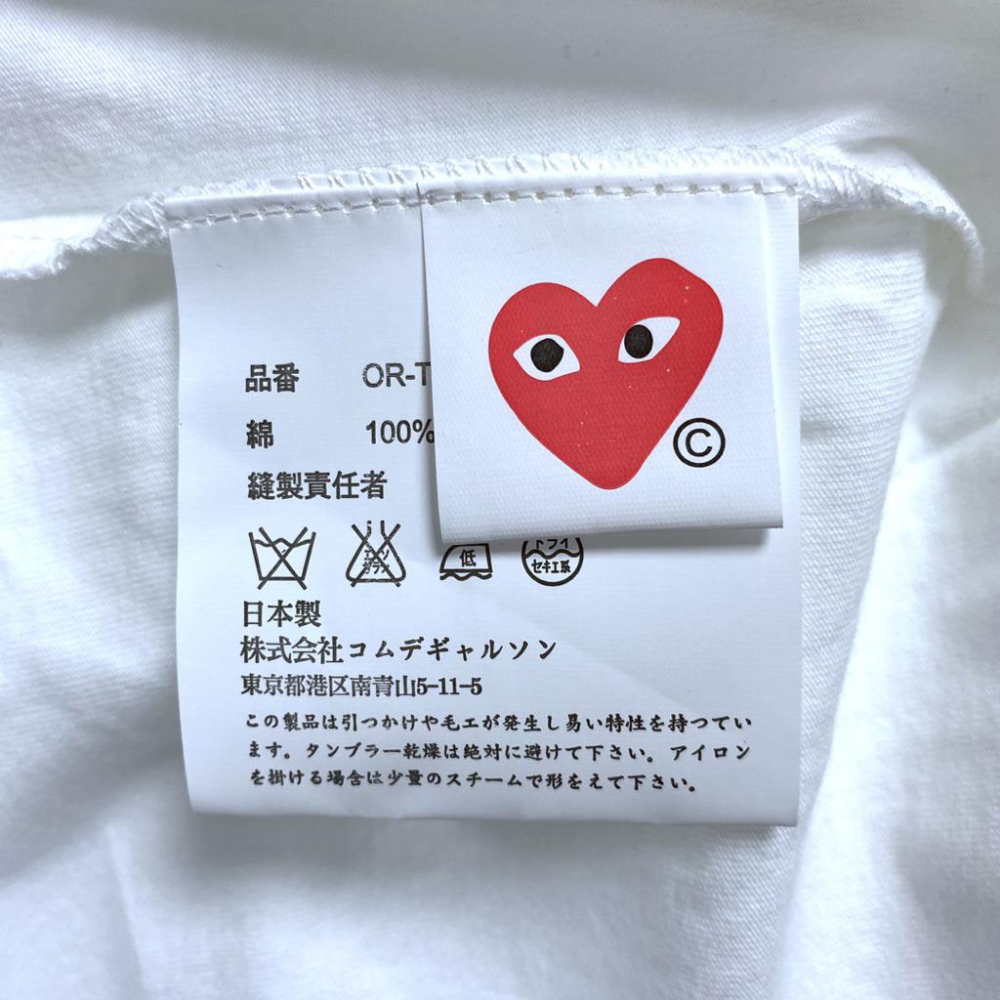 品番 OR-T
綿 100%
縫製責任者
低
セキエ系
©
日本製
株式会社コムデギャルソン
東京都港区南青山5-11-5
この製品は引つかけや毛エが発生し易い特性を持つてい
ます。タンブラー乾燥は絶対に避けて下さい。アイロン
を掛ける場合は少量のスチームで形をえて下さい。